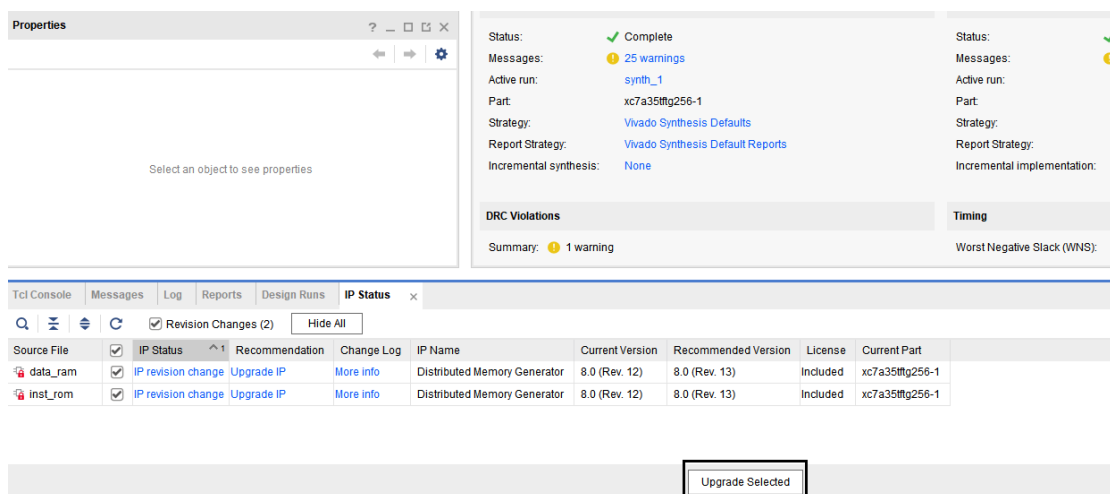 Properties
?
Status: Complete
Messages: 25 warnings
Active run: synth_1
Part: xc7a35tftg256-1
Strategy: Vivado Synthesis Defaults
Report Strategy: Vivado Synthesis Default Reports
Incremental synthesis: None
Status:
Messages:
Active run:
Part:
Strategy:
Report Strategy:
Incremental implementation:
Select an object to see properties
DRC Violations
Summary: 1 warning
Timing
Worst Negative Slack (WNS):
Tcl Console Messages Log Reports Design Runs IP Status
Revision Changes (2) Hide All
Source File IP Status 1 Recommendation Change Log IP Name Current Version Recommended Version License Current Part
data_ram IP revision change Upgrade IP More info Distributed Memory Generator 8.0 (Rev. 12) 8.0 (Rev. 13) Included xc7a35tftg256-1
inst_rom IP revision change Upgrade IP More info Distributed Memory Generator 8.0 (Rev. 12) 8.0 (Rev. 13) Included xc7a35tftg256-1
Upgrade Selected